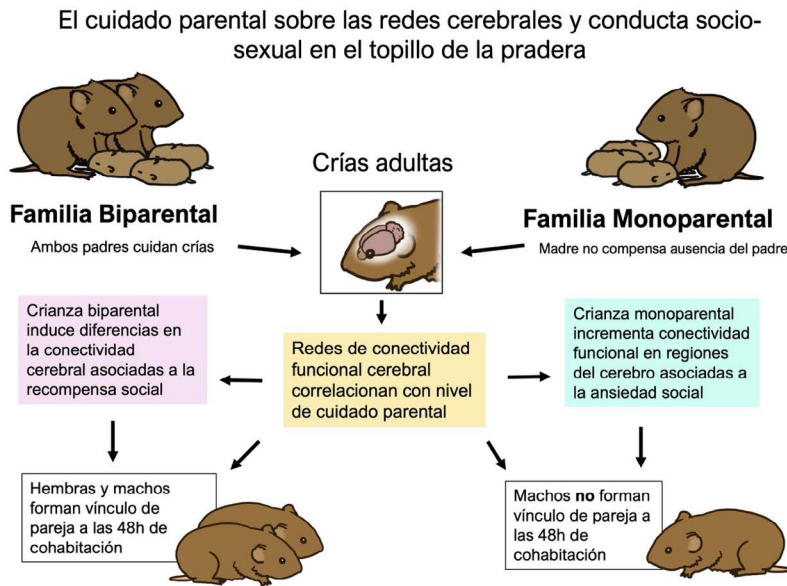 El cuidado parental sobre las redes cerebrales y conducta socio-
sexual en el topillo de la pradera
Crías adultas
Familia Biparental
Ambos padres cuidan crías
Familia Monoparental
Madre no compensa ausencia del padre
Crianza biparental
induce diferencias en
la conectividad
cerebral asociadas a la
recompensa social
Redes de conectividad
funcional cerebral
correlacionan con nivel
de cuidado parental
Crianza monoparental
incrementa conectividad
funcional en regiones
del cerebro asociadas a
la ansiedad social
Hembras y machos
forman vínculo de
pareja a las 48h de
cohabitación
Machos no forman
vínculo de pareja a
las 48h de
cohabitación